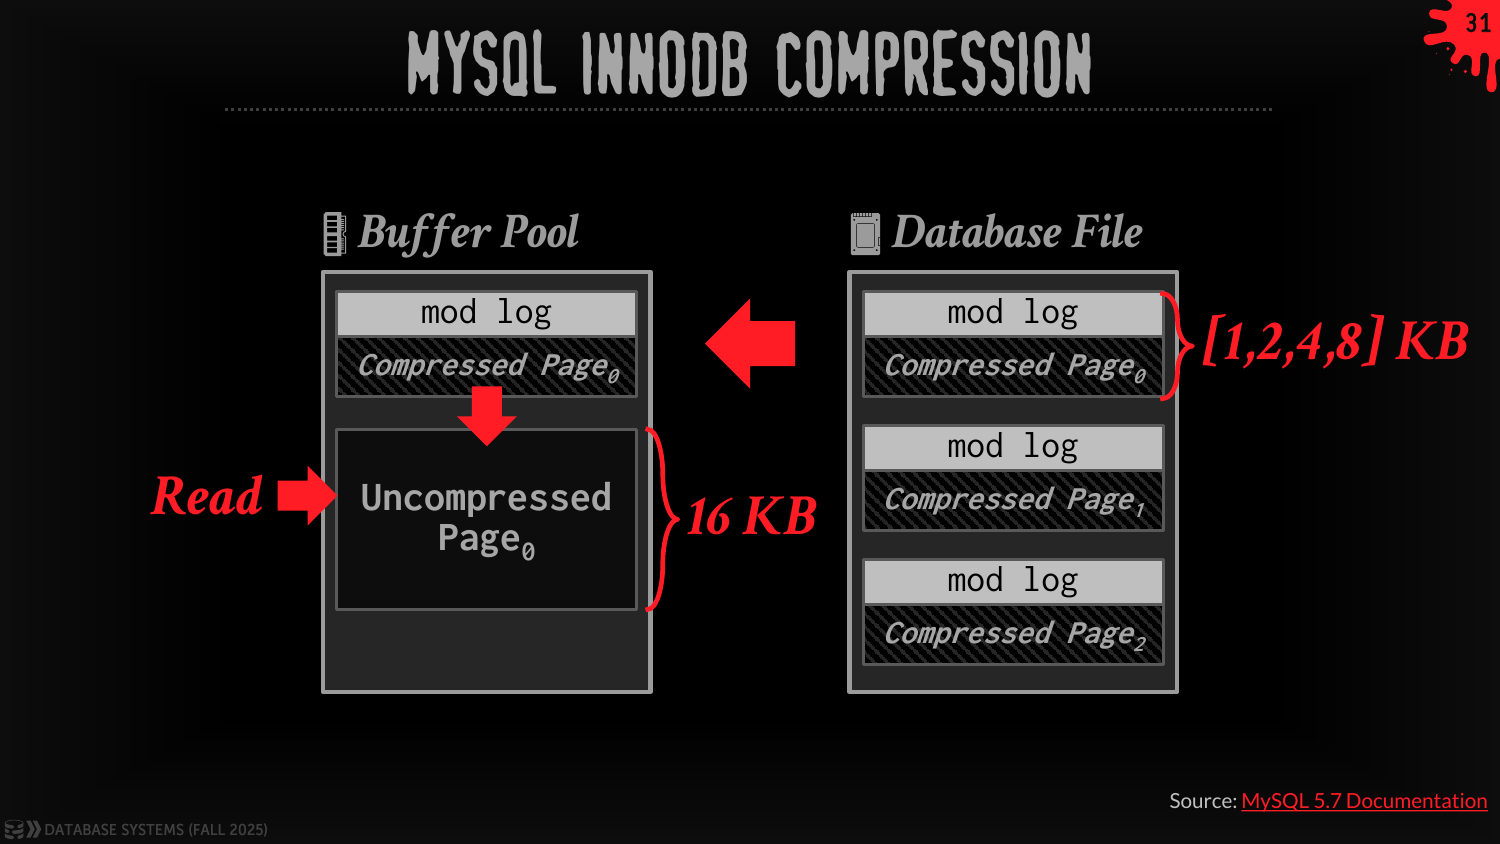 31
MYSQL INNODB COMPRESSION
Buffer Pool
Database File
mod log
Compressed Page0
mod log
Compressed Page0
[1,2,4,8] KB
Read
Uncompressed
Page0
16 KB
mod log
Compressed Page1
mod log
Compressed Page2
Source: MySQL 5.7 Documentation
DATABASE SYSTEMS (FALL 2025)